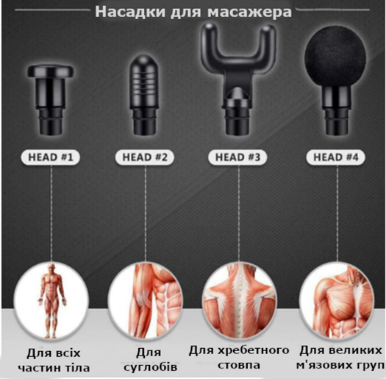 Насадки для масажера
HEAD #1 HEAD #2 HEAD #3 HEAD #4
Для всіх
частин тіла
Для
суглобів
Для хребетного
стовпа
Для великих
м'язових груп